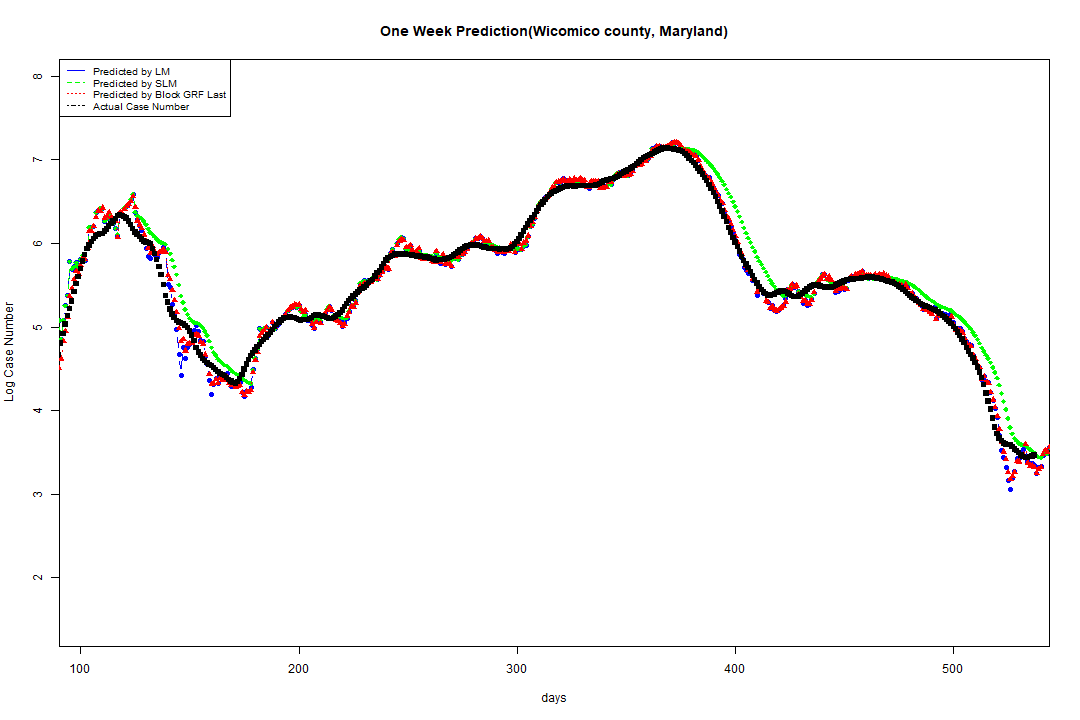 One Week Prediction(Wicomico county, Maryland)
Predicted by LM
Predicted by SLM
Predicted by Block GRF Last
Actual Case Number
8
7
6
5
4
3
2
Log Case Number
100 200 300 400 500
days